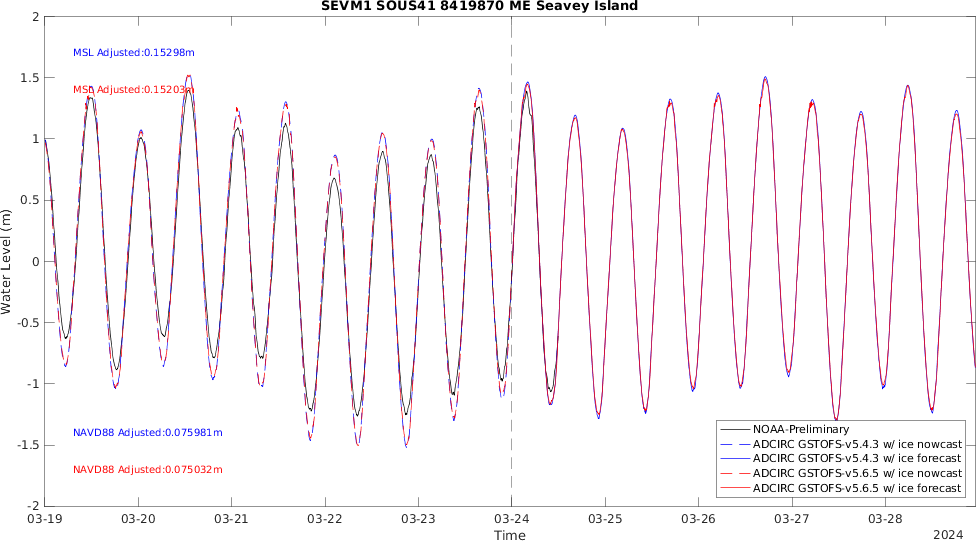 SEVM1 SOUS41 8419870 ME Seavey Island
2
1.5
1
0.5
0
-0.5
-1
-1.5
-2
Water Level (m)
MSL Adjusted:0.15298m
MSL Adjusted:0.15203m
NAVD88 Adjusted:0.075981m
NAVD88 Adjusted:0.075032m
NOAA-Preliminary
ADCIRC GSTOFS-v5.4.3 w/ ice nowcast
ADCIRC GSTOFS-v5.4.3 w/ ice forecast
ADCIRC GSTOFS-v5.6.5 w/ ice nowcast
ADCIRC GSTOFS-v5.6.5 w/ ice forecast
03-19 03-20 03-21 03-22 03-23 03-24 03-25 03-26 03-27 03-28
Time
2024